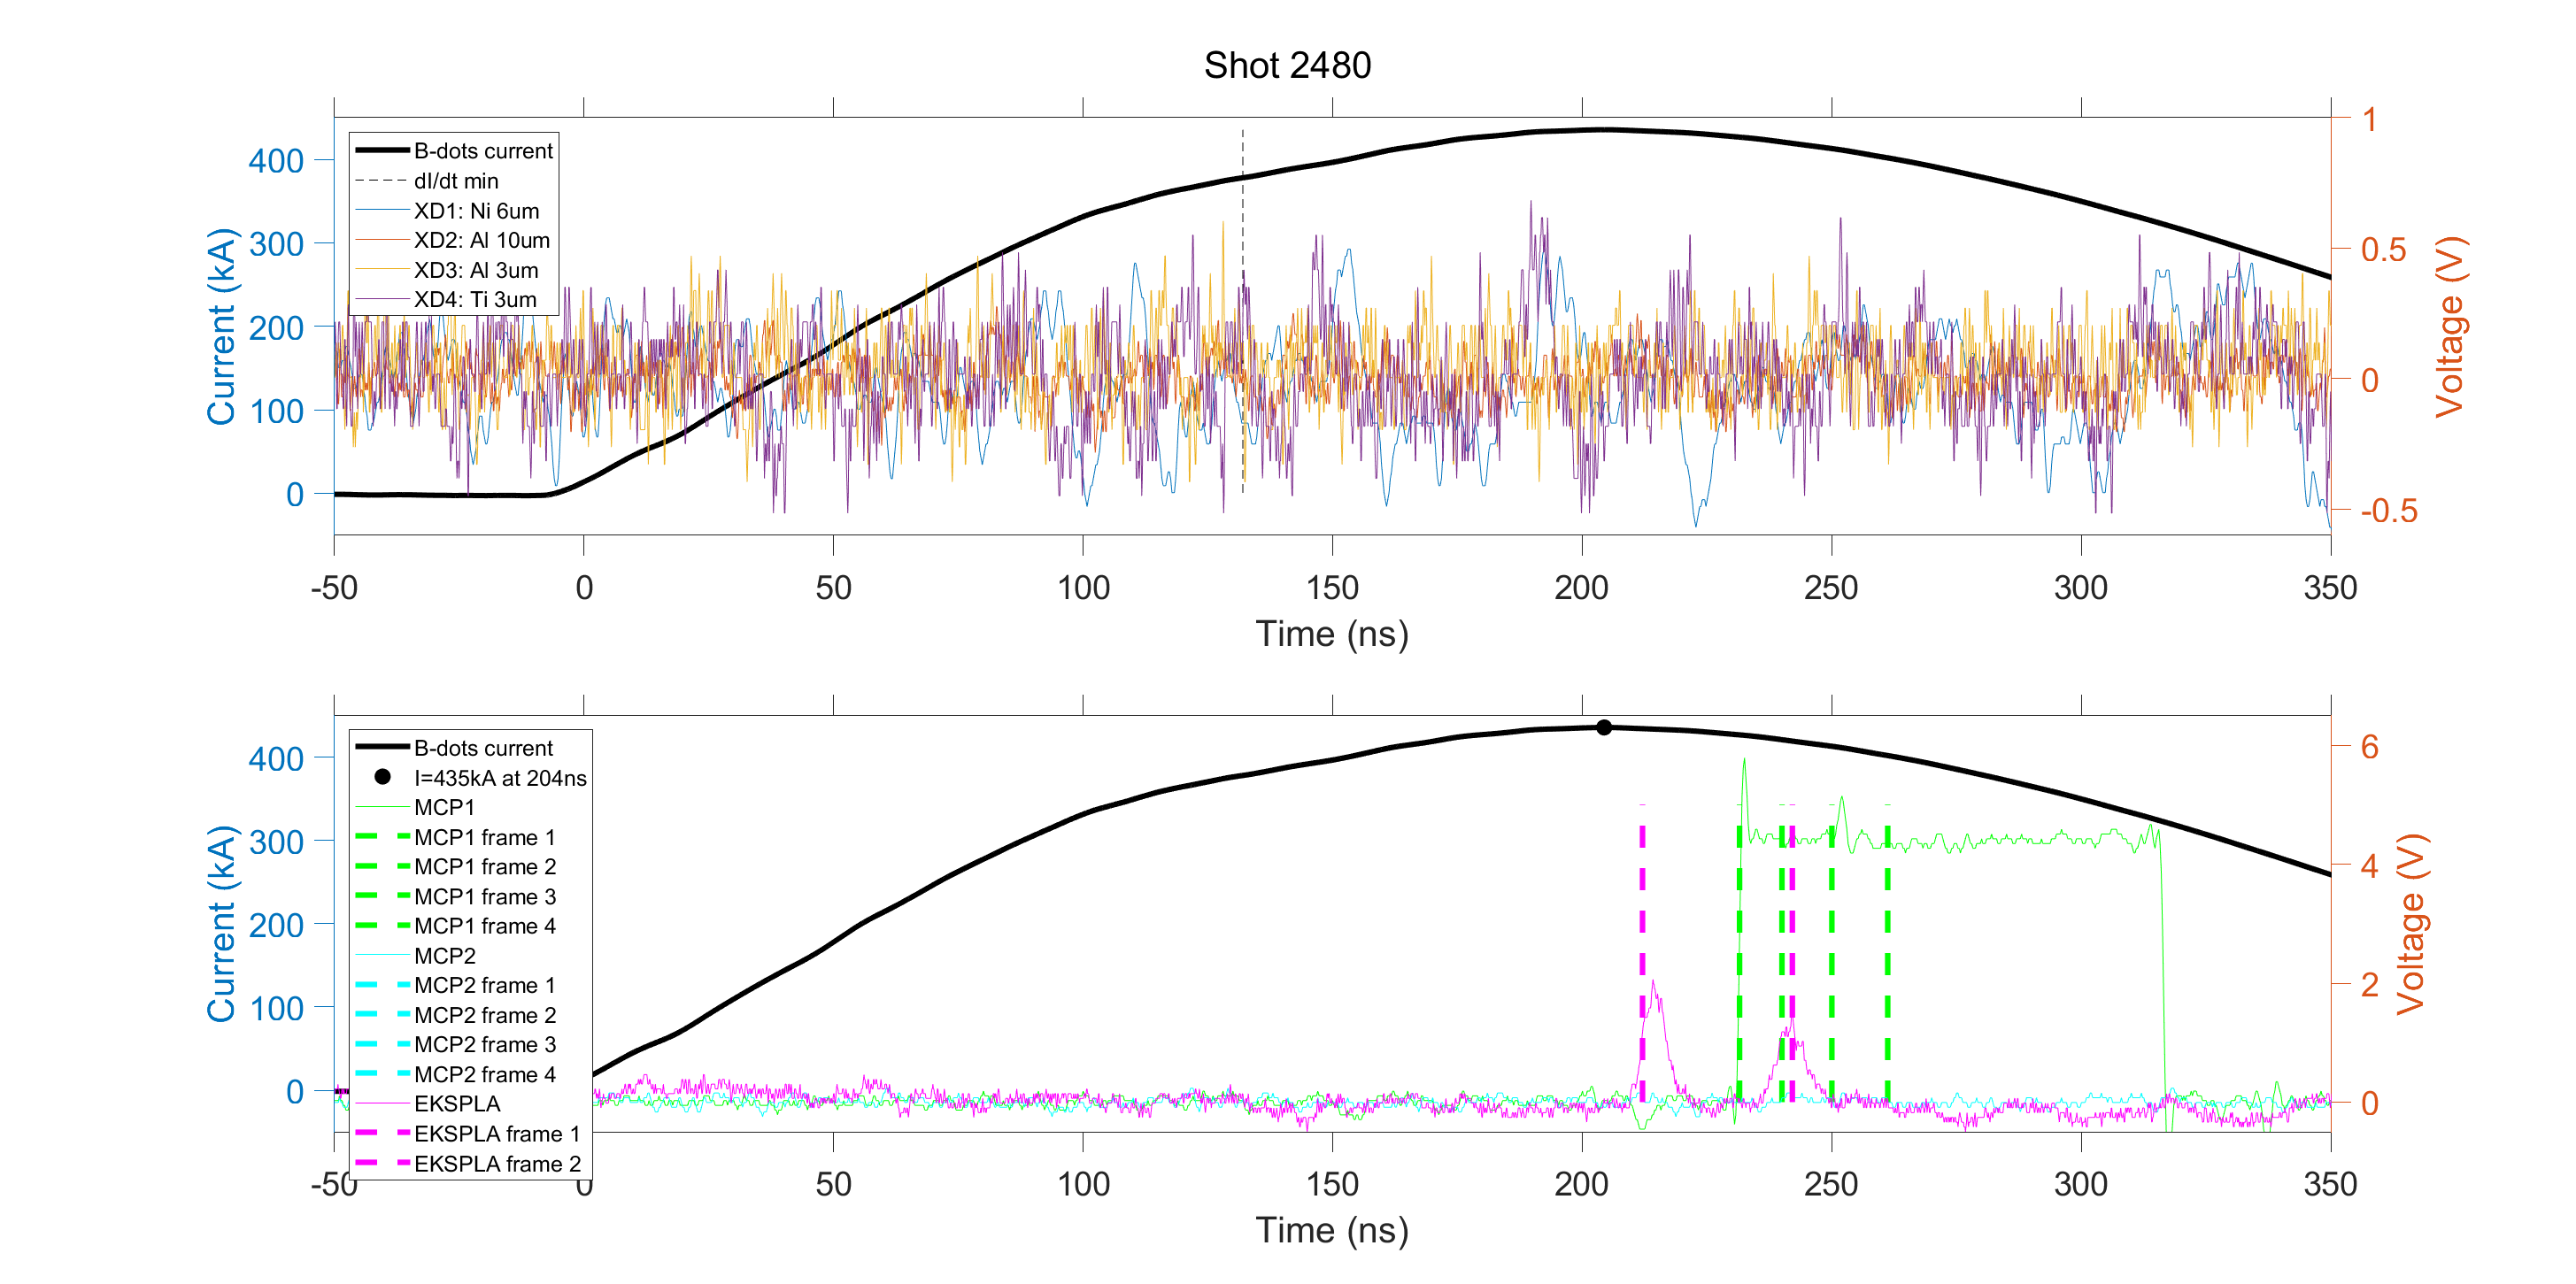 Shot 2480
B-dots current
dI/dt min
XD1: Ni 6um
XD2: Al 10um
XD3: Al 3um
XD4: Ti 3um
Current (kA)
400
300
200
100
0
1
0.5
0
-0.5
Voltage (V)
-50 0 50 100 150 200 250 300 350
Time (ns)
B-dots current
I=435kA at 204ns
MCP1
MCP1 frame 1
MCP1 frame 2
MCP1 frame 3
MCP1 frame 4
MCP2
MCP2 frame 1
MCP2 frame 2
MCP2 frame 3
MCP2 frame 4
EKSPLA
EKSPLA frame 1
EKSPLA frame 2
Current (kA)
400
300
200
100
0
6
4
2
0
Voltage (V)
-50 0 50 100 150 200 250 300 350
Time (ns)